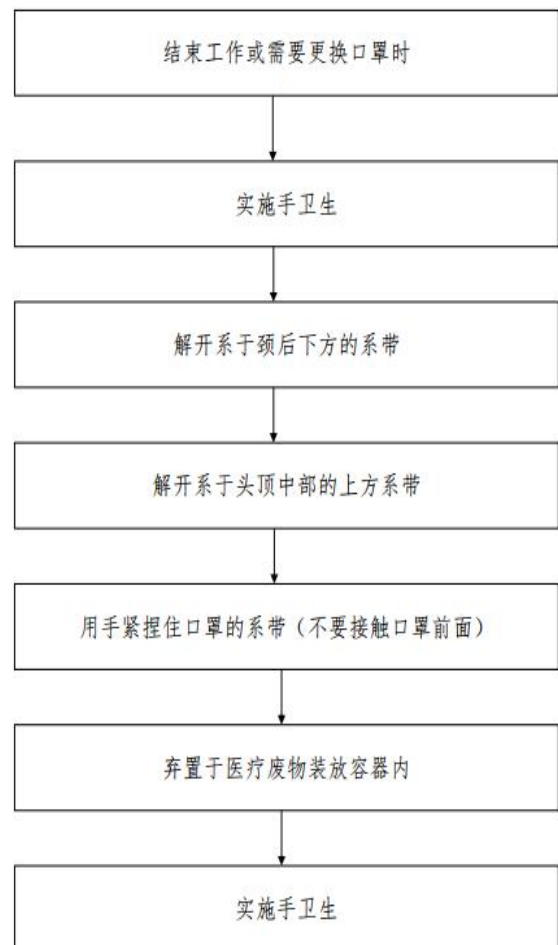 结束工作或需要更换口罩时
实施手卫生
解开系于颈后下方的系带
解开系于头顶中部的上方系带
用手紧捏住口罩的系带（不要接触口罩前面）
弃置于医疗废物装放容器内
实施手卫生